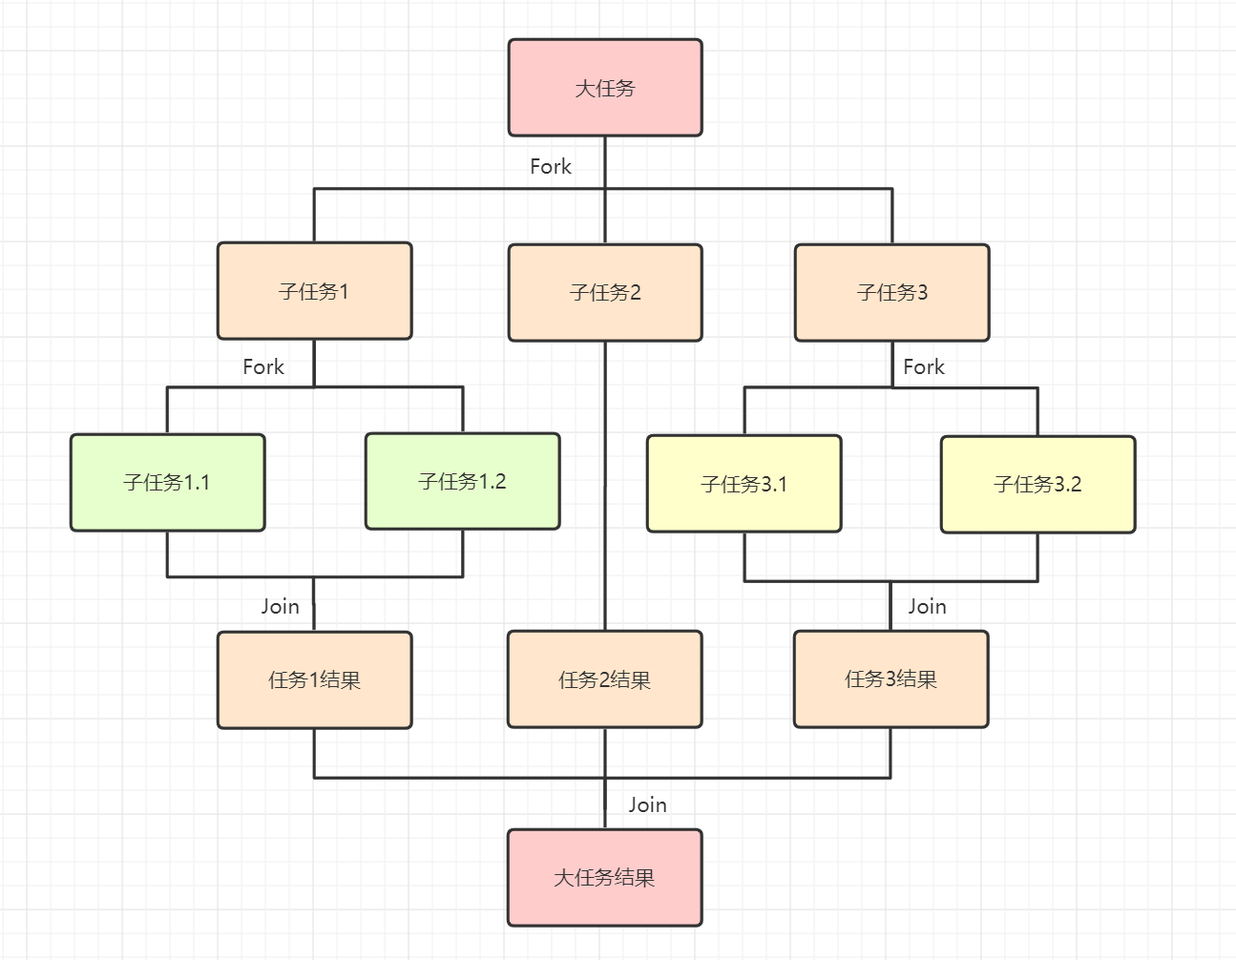 大任务
Fork
子任务1
子任务2
子任务3
Fork
Fork
子任务1.1
子任务1.2
子任务3.1
子任务3.2
Join
Join
任务1结果
任务2结果
任务3结果
Join
大任务结果